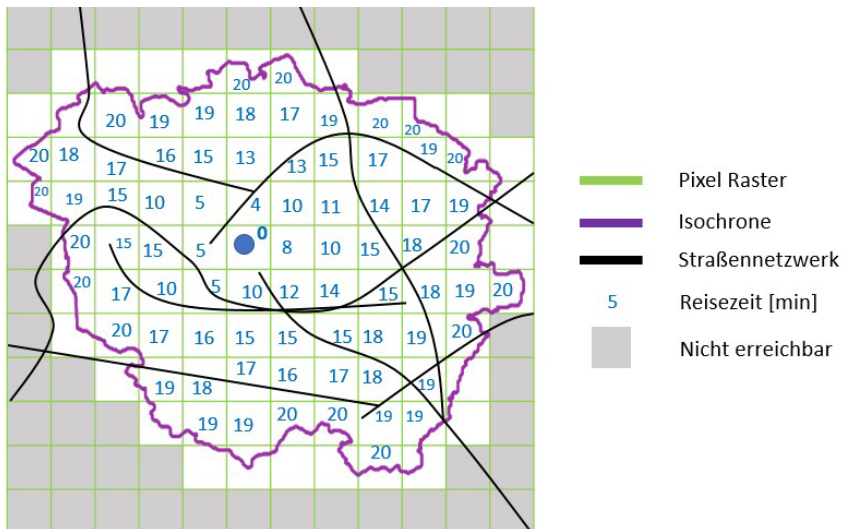 20 20
20 19 19 18 17 19 20 20
20 18 17 16 15 13 13 15 17 19 20
20 19 15 10 5 4 10 11 14 17 19
20 15 15 5 0 8 10 15 18 20
20 17 10 5 10 12 14 15 18 19 20
20 17 16 15 15 15 18 19 20
19 18 17 16 17 18 19
19 19 20 20 19 19
20
Pixel Raster
Isochrone
Straßennetzwerk
5 Reisezeit [min]
Nicht erreichbar